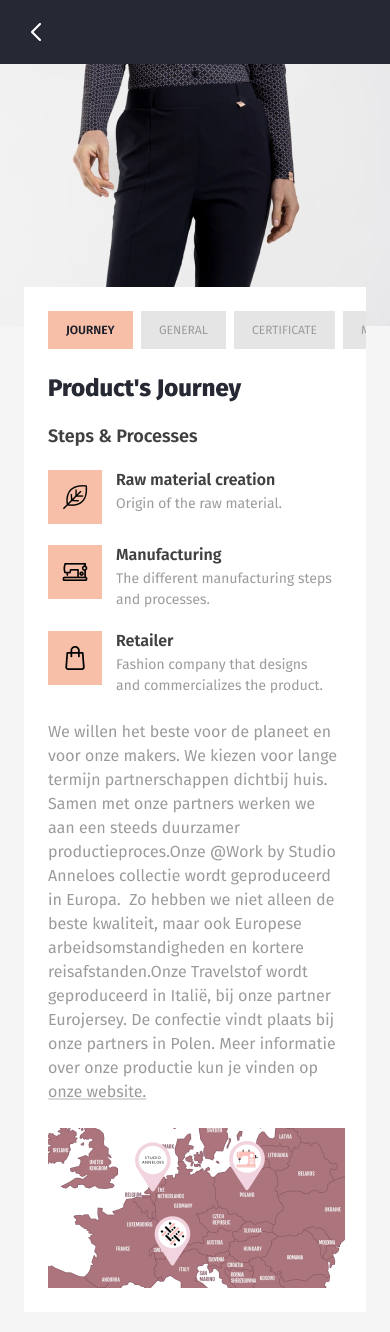 JOURNEY
GENERAL
CERTIFICATE
Product's Journey
Steps & Processes
Raw material creation
Origin of the raw material.
Manufacturing
The different manufacturing steps
and processes.
Retailer
Fashion company that designs
and commercializes the product.
We willen het beste voor de planeet en
voor onze makers. We kiezen voor lange
termijn partnerschappen dichtbij huis.
Samen met onze partners werken we
aan een steeds duurzamer
productieproces.Onze @Work by Studio
Anneloes collectie wordt geproduceerd
in Europa.  Zo hebben we niet alleen de
beste kwaliteit, maar ook Europese
arbeidsomstandigheden en kortere
reisafstanden.Onze Travelstof wordt
geproduceerd in Italië, bij onze partner
Eurojersey. De confectie vindt plaats bij
onze partners in Polen. Meer informatie
over onze productie kun je vinden op
onze website.
LATVIA
IRELAND
LITHUANIA
UNITED
KINGDOM
STUDIO
ANNELOES
BELARUS
THE
NETHERLANDS
POLAND
GERMANY
UKRAINE
CZECH
REPUBLIC
LUXEMBOURG
SLOVAKIA
AUSTRIA
MOLDOVA
FRANCE
HUNGARY
SLOVENIA
ROMANIA
CROATIA
ITALY
SAN
MARINO
BOSNIA
HERZEGOVINA
KOSOVO
ANDORRA